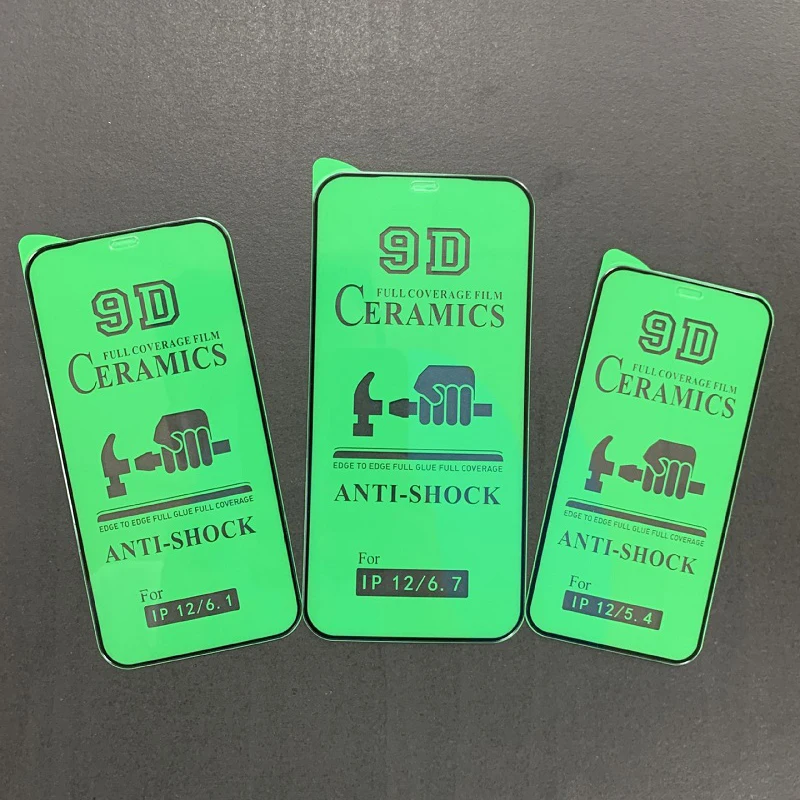 9D
FULL COVERAGE FILM
CERAMICS
EDGE TO EDGE FULL GLUE FULL COVERAGE
ANTI-SHOCK
For
IP 12/6.1
9D
FULL COVERAGE FILM
CERAMICS
EDGE TO EDGE FULL GLUE FULL COVERAGE
ANTI-SHOCK
For
IP 12/6.7
9D
FULL COVERAGE FILM
CERAMICS
EDGE TO EDGE FULL GLUE FULL COVERAGE
ANTI-SHOCK
For
IP 12/5.4